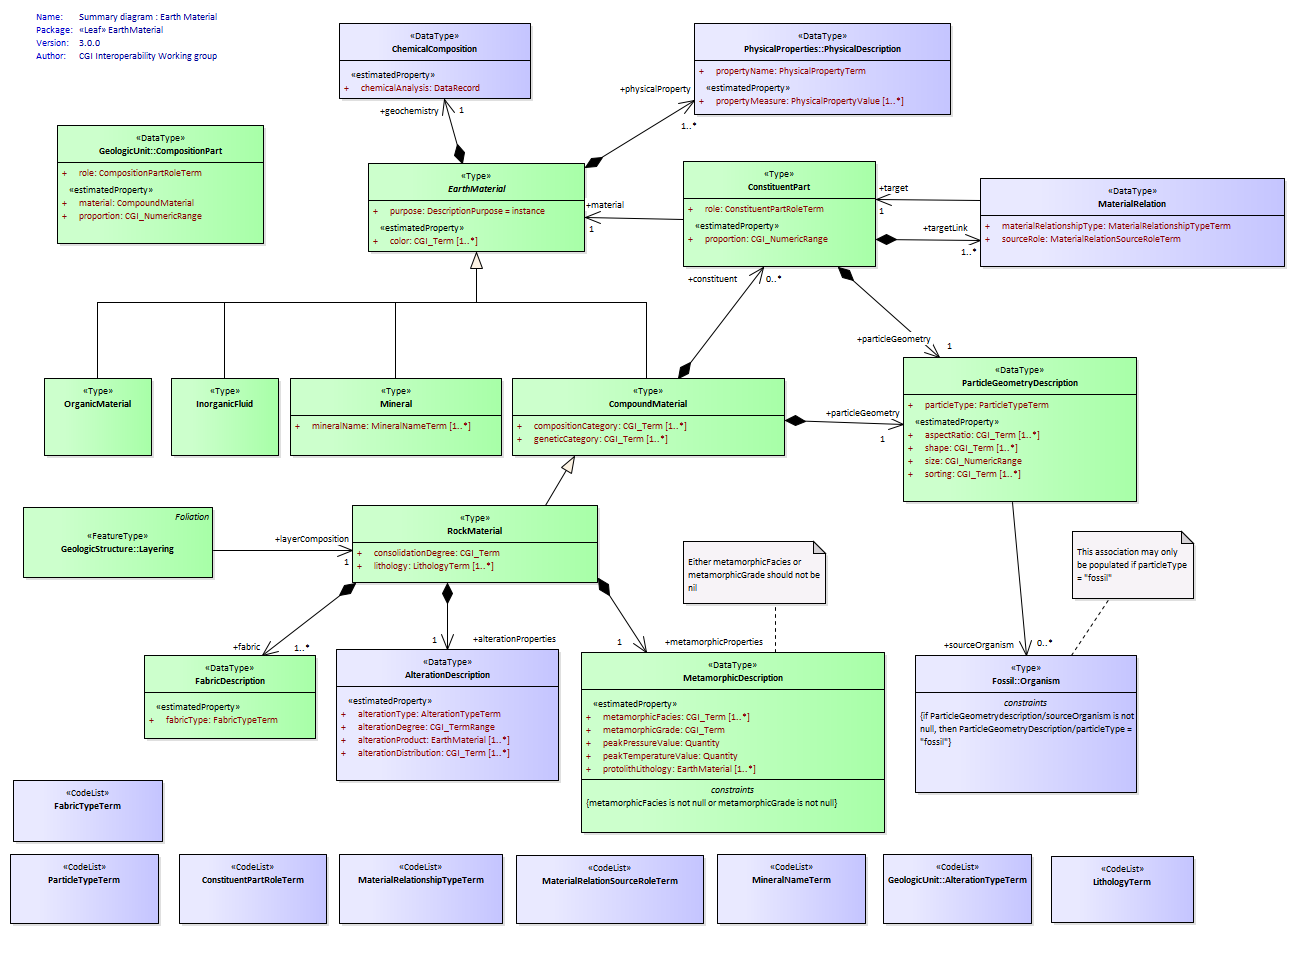 Name: Summary diagram : Earth Material
Package: «Leaf» EarthMaterial
Version: 3.0.0
Author: CGI Interoperability Working group
«DataType»
ChemicalComposition
«estimatedProperty»
+ chemicalAnalysis: DataRecord
«DataType»
PhysicalProperties::PhysicalDescription
+ propertyName: PhysicalPropertyTerm
«estimatedProperty»
+ propertyMeasure: PhysicalPropertyValue [1..*]
+physicalProperty
1..*
+geochemistry
1
«DataType»
GeologicUnit::CompositionPart
+ role: CompositionPartRoleTerm
«estimatedProperty»
+ material: CompoundMaterial
+ proportion: CGI_NumericRange
«Type»
EarthMaterial
+ purpose: DescriptionPurpose = instance
«estimatedProperty»
+ color: CGI_Term [1..*]
+material
1
«Type»
ConstituentPart
+ role: ConstituentPartRoleTerm
«estimatedProperty»
+ proportion: CGI_NumericRange
+target
1
+targetLink
1..*
«DataType»
MaterialRelation
+ materialRelationshipType: MaterialRelationshipTypeTerm
+ sourceRole: MaterialRelationSourceRoleTerm
+constituent
0..*
+particleGeometry
1
«Type»
OrganicMaterial
«Type»
InorganicFluid
«Type»
Mineral
+ mineralName: MineralNameTerm [1..*]
«Type»
CompoundMaterial
+ compositionCategory: CGI_Term [1..*]
+ geneticCategory: CGI_Term [1..*]
+particleGeometry
1
«DataType»
ParticleGeometryDescription
+ particleType: ParticleTypeTerm
«estimatedProperty»
+ aspectRatio: CGI_Term [1..*]
+ shape: CGI_Term [1..*]
+ size: CGI_NumericRange
+ sorting: CGI_Term [1..*]
Foliation
«FeatureType»
GeologicStructure::Layering
+layerComposition
1
«Type»
RockMaterial
+ consolidationDegree: CGI_Term
+ lithology: LithologyTerm [1..*]
Either metamorphicFacies or
metamorphicGrade should not be
nil
This association may only
be populated if particleType
= "fossil"
+fabric
1..*
1
+alterationProperties
1
+metamorphicProperties
+sourceOrganism
0..*
«DataType»
FabricDescription
«estimatedProperty»
+ fabricType: FabricTypeTerm
«DataType»
AlterationDescription
«estimatedProperty»
+ alterationType: AlterationTypeTerm
+ alterationDegree: CGI_TermRange
+ alterationProduct: EarthMaterial [1..*]
+ alterationDistribution: CGI_Term [1..*]
«DataType»
MetamorphicDescription
«estimatedProperty»
+ metamorphicFacies: CGI_Term [1..*]
+ metamorphicGrade: CGI_Term
+ peakPressureValue: Quantity
+ peakTemperatureValue: Quantity
+ protolithLithology: EarthMaterial [1..*]
constraints
{metamorphicFacies is not null or metamorphicGrade is not null}
«Type»
Fossil::Organism
constraints
{if ParticleGeometrydescription/sourceOrganism is not
null, then ParticleGeometryDescription/particleType =
"fossil"}
«CodeList»
FabricTypeTerm
«CodeList»
ParticleTypeTerm
«CodeList»
ConstituentPartRoleTerm
«CodeList»
MaterialRelationshipTypeTerm
«CodeList»
MaterialRelationSourceRoleTerm
«CodeList»
MineralNameTerm
«CodeList»
GeologicUnit::AlterationTypeTerm
«CodeList»
LithologyTerm